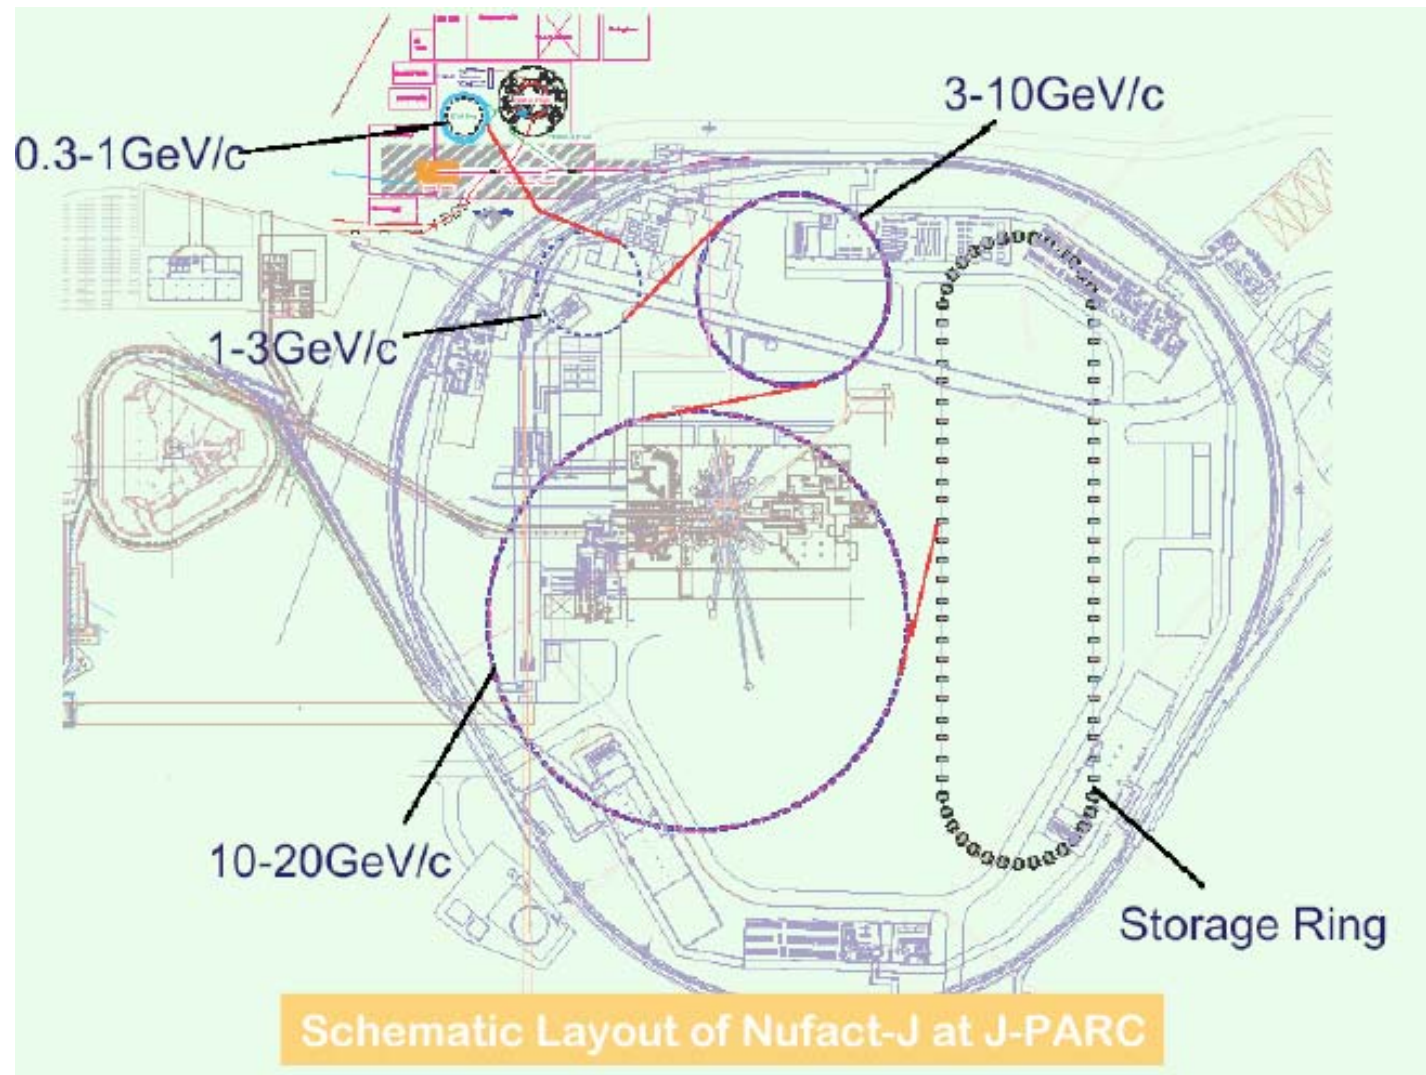 3-10GeV/c
0.3-1GeV/c
1-3GeV/c
10-20GeV/c
Storage Ring
Schematic Layout of Nufact-J at J-PARC